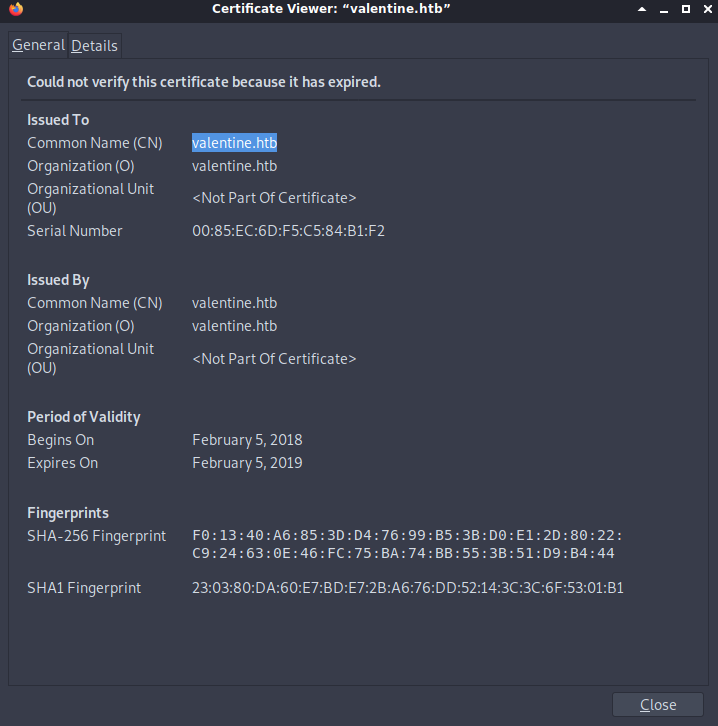 Certificate Viewer: “valentine.htb”
General Details
Could not verify this certificate because it has expired.
Issued To
Common Name (CN) valentine.htb
Organization (O) valentine.htb
Organizational Unit
(OU) <Not Part Of Certificate>
Serial Number 00:85:EC:6D:F5:C5:84:B1:F2
Issued By
Common Name (CN) valentine.htb
Organization (O) valentine.htb
Organizational Unit
(OU) <Not Part Of Certificate>
Period of Validity
Begins On February 5, 2018
Expires On February 5, 2019
Fingerprints
SHA-256 Fingerprint F0:13:40:A6:85:3D:D4:76:99:B5:3B:D0:E1:2D:80:22:
C9:24:63:0E:46:FC:75:BA:74:BB:55:3B:51:D9:B4:44
SHA1 Fingerprint 23:03:80:DA:60:E7:BD:E7:2B:A6:76:DD:52:14:3C:3C:6F:53:01:B1
Close